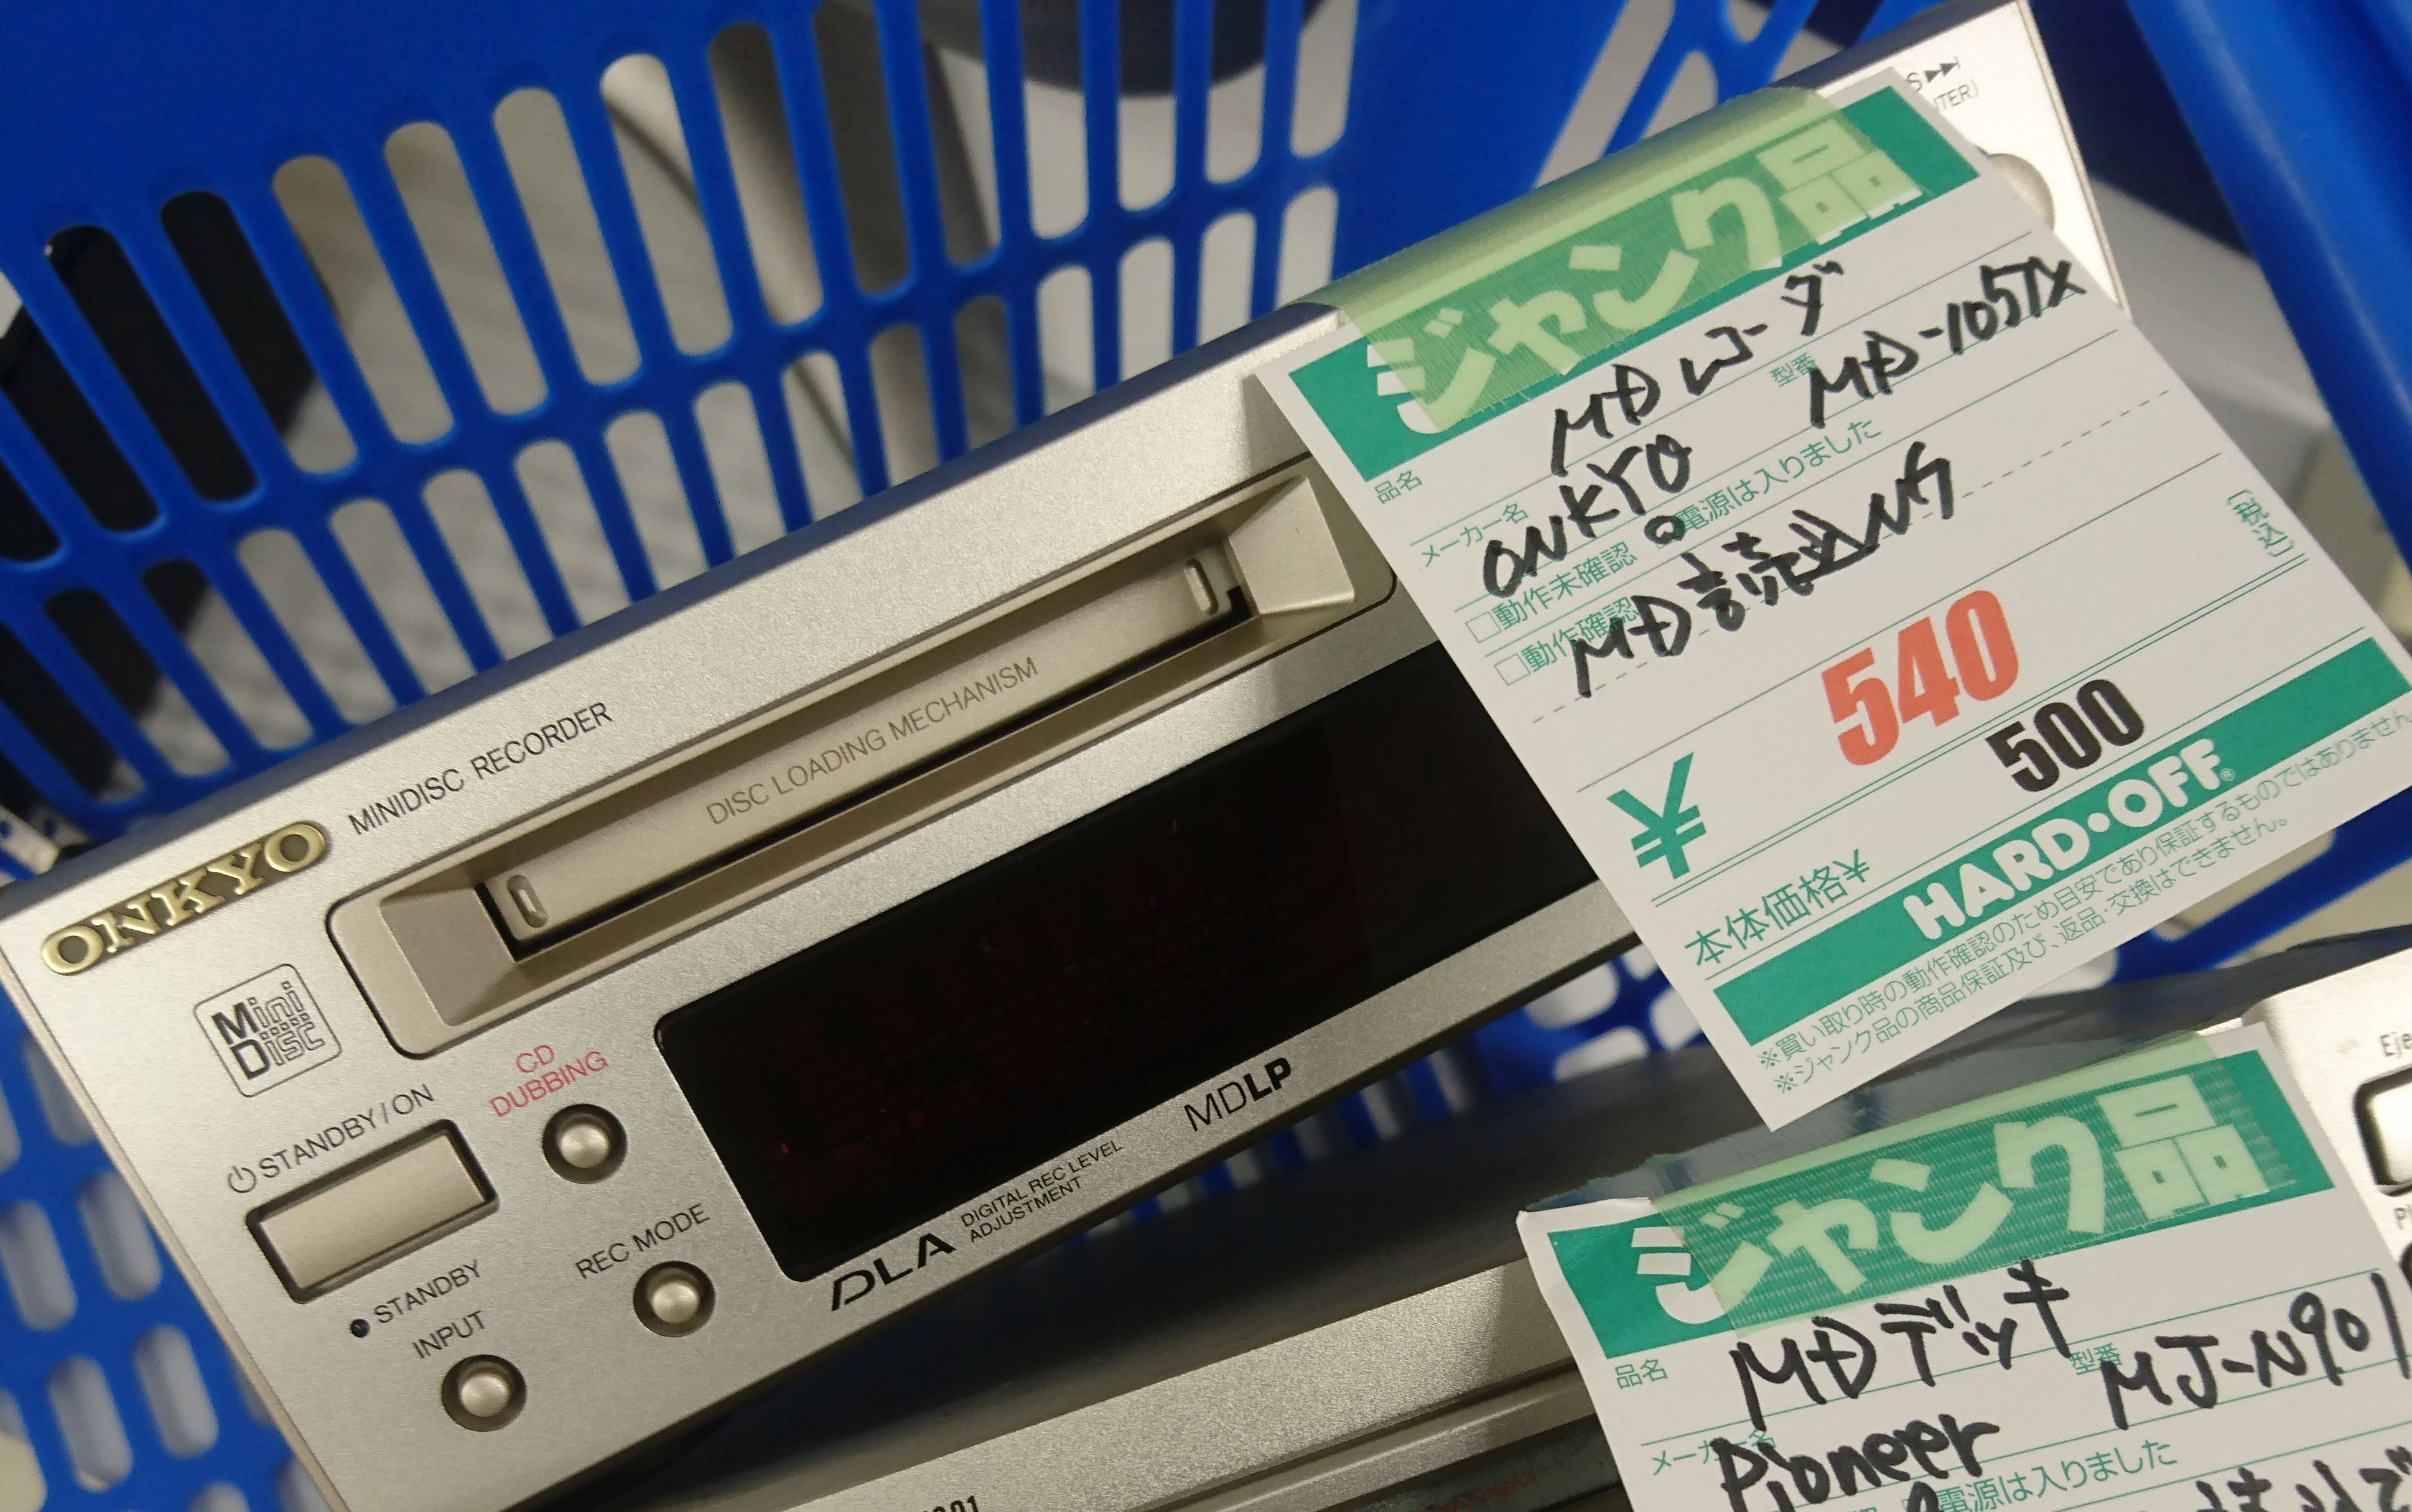 S ▶▶|
NTER)
ONKYO
MINIDISC RECORDER
DISC LOADING MECHANISM
Mini
Disc
CD
DUBBING
STANDBY/ON
STANDBY
REC MODE
INPUT
DLA DIGITAL REC LEVEL
ADJUSTMENT
MDLP
ジャンク品
品名 MDレコーダ
メーカー名 ONKYO 型番 MD-105TX
□動作未確認 電源は入りました
□動作確認 MD読込NG
¥ 540 (税込)
本体価格¥ 500
HARD・OFF®
※買い取り時の動作確認のため目安であり保証するものではありません
※ジャンク品の商品保証及び、返品・交換はできません。
Eje
Pl
ジャンク品
品名 MDデッキ
メーカー名 Pioneer 型番 MJ-N901
電源は入りました